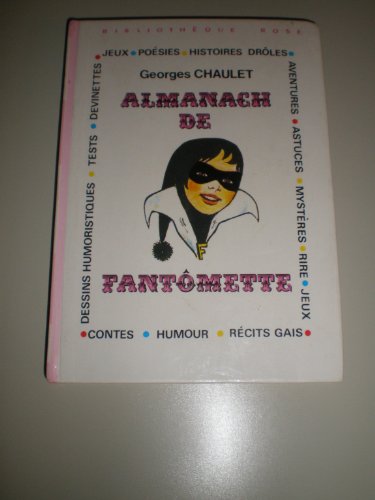 BIBLIOTHÈQUE ROSE
JEUX • POÉSIES • HISTOIRES DRÔLES
Georges CHAULET
ALMANACH
DE
FANTÔMETTE
DESSINS HUMORISTIQUES • TESTS • DEVINETTES
AVENTURES • ASTUCES • MYSTÈRES • RIRE • JEUX
CONTES • HUMOUR • RÉCITS GAIS